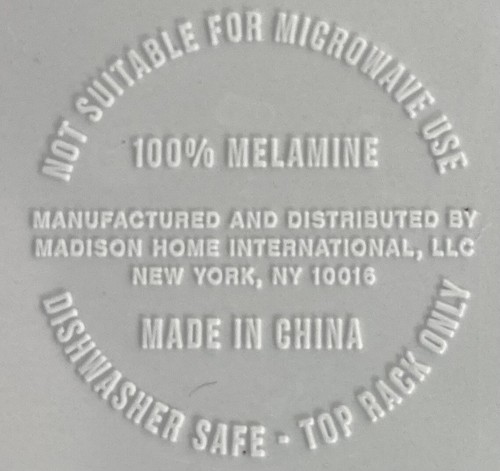 NOT SUITABLE FOR MICROWAVE USE
100% MELAMINE
MANUFACTURED AND DISTRIBUTED BY
MADISON HOME INTERNATIONAL, LLC
NEW YORK, NY 10016
MADE IN CHINA
DISHWASHER SAFE - TOP RACK ONLY